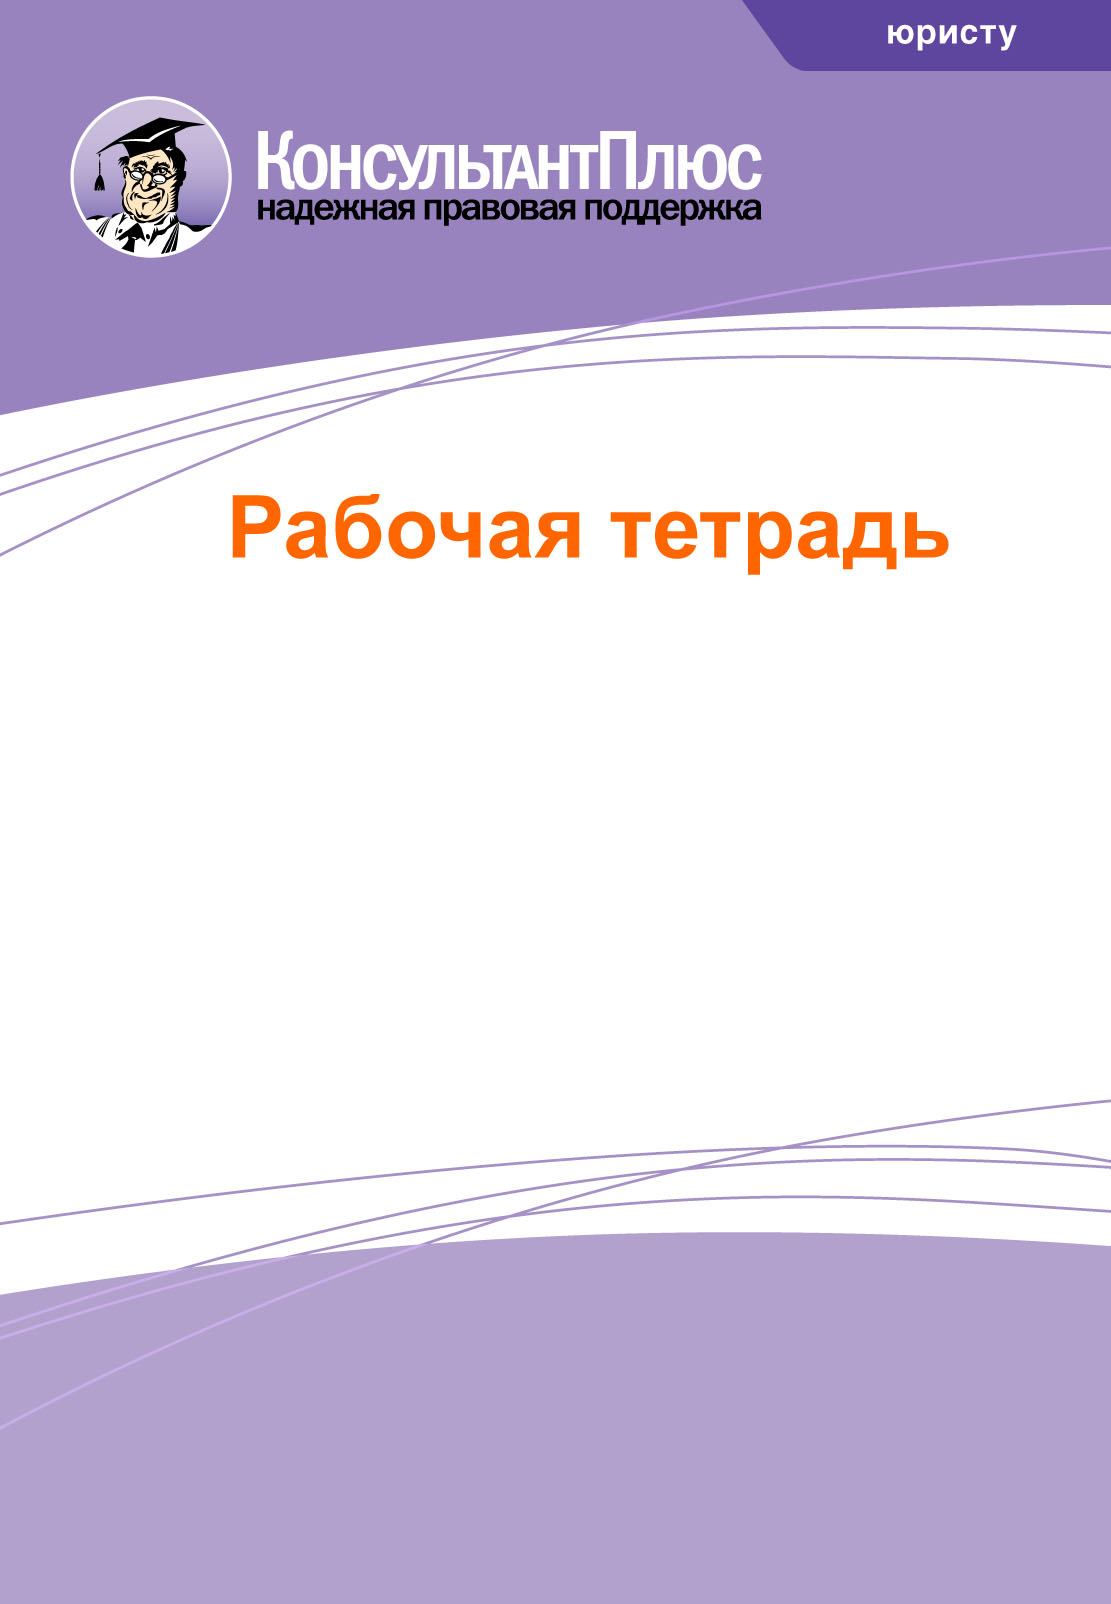 юристу
КонсультантПлюс
надежная правовая поддержка
Рабочая тетрадь